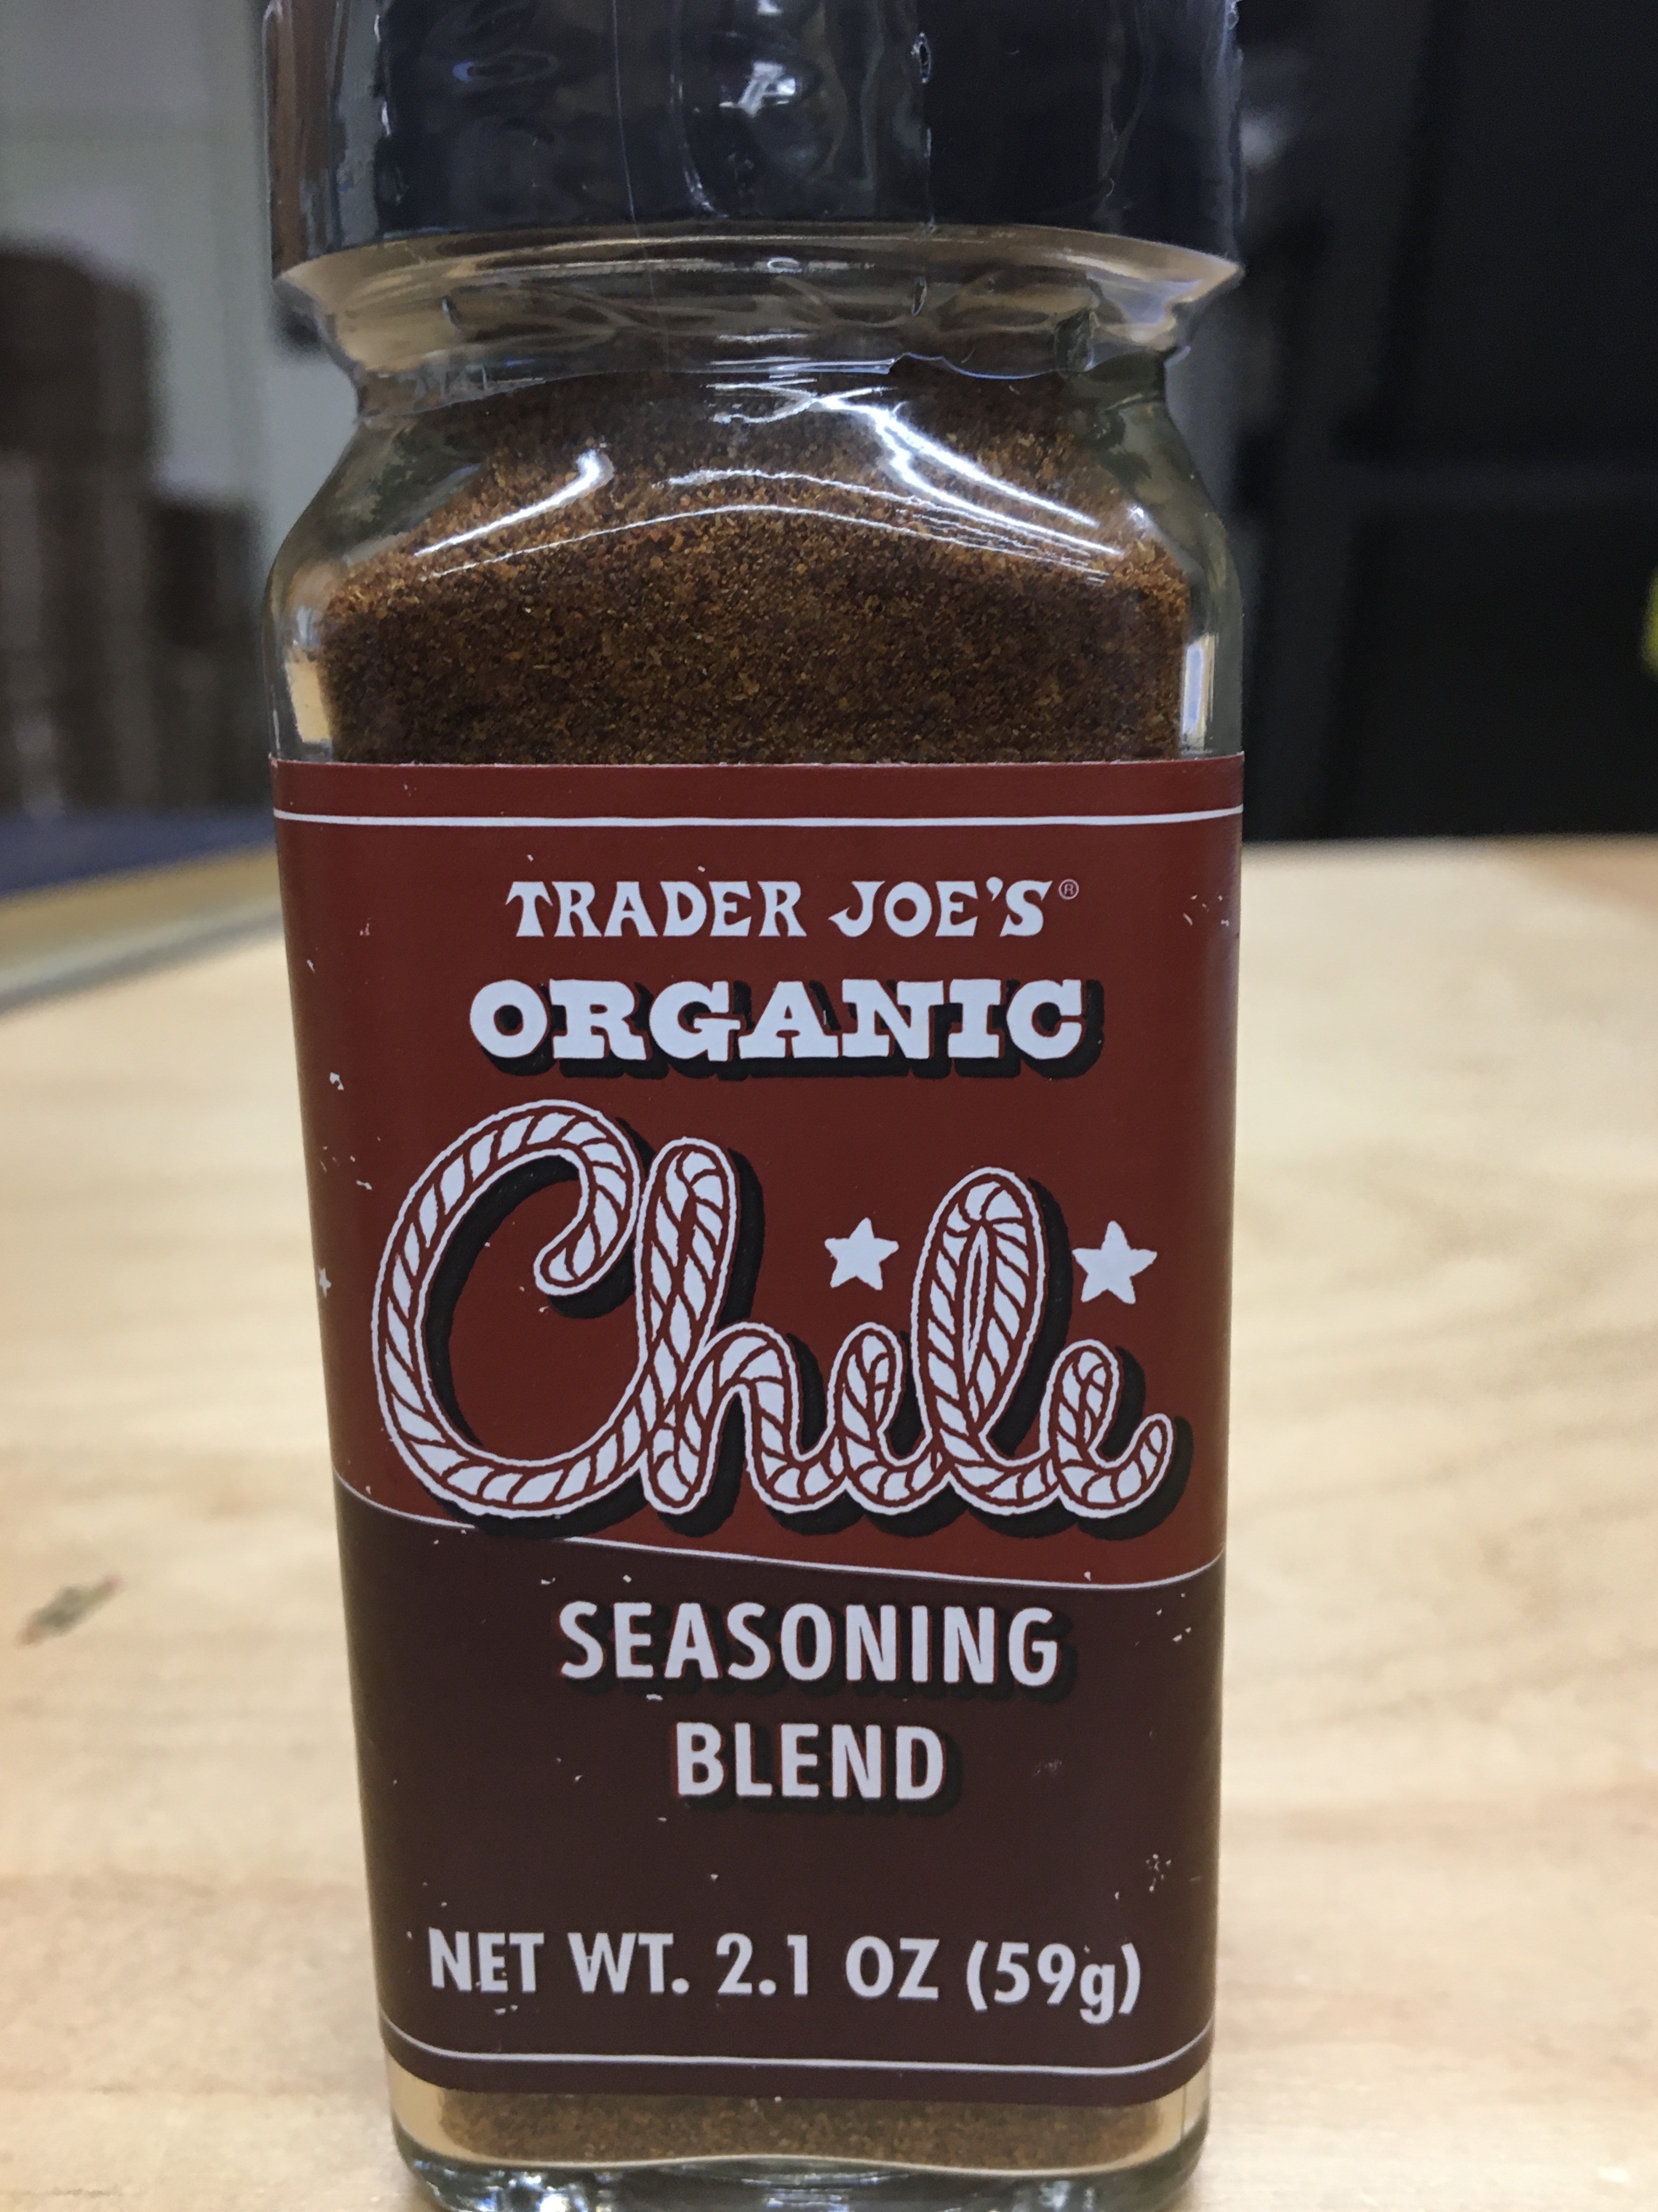 TRADER JOE'S®
ORGANIC
Chili
SEASONING
BLEND
NET WT. 2.1 OZ (59g)